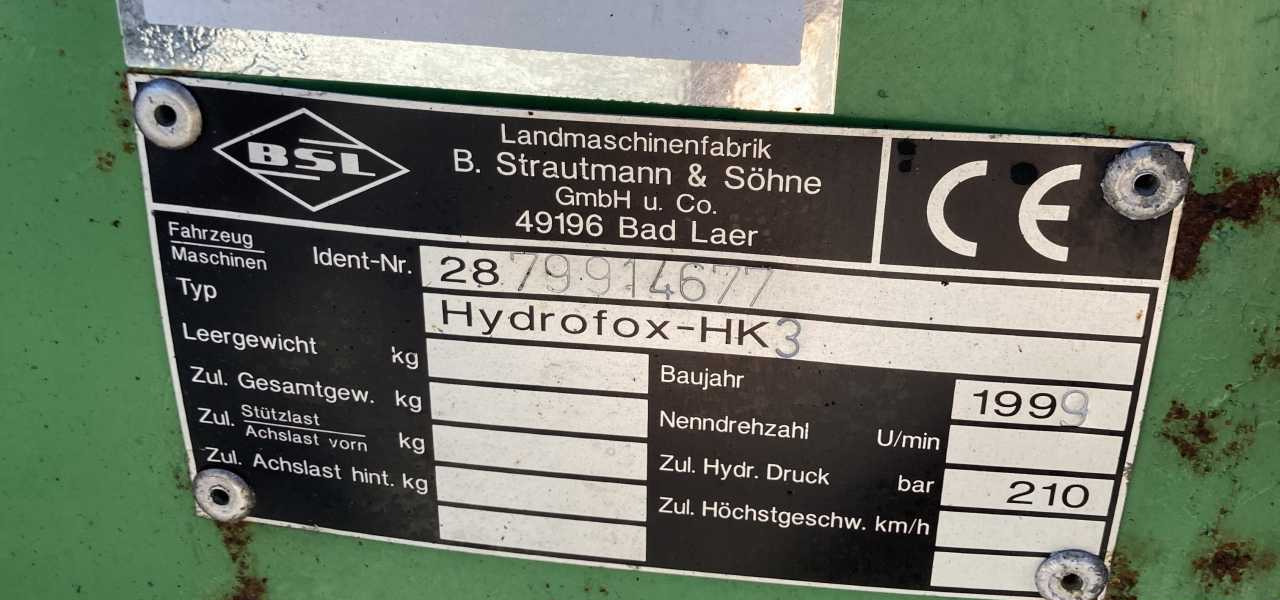 BSL
Landmaschinenfabrik
B. Strautmann & Söhne
GmbH u. Co.
49196 Bad Laer
CE
Fahrzeug
Maschinen
Ident-Nr. 2879914677
Typ Hydrofox-HK3
Leergewicht kg
Zul. Gesamtgew. kg
Zul. Stützlast
Achslast vorn kg
Zul. Achslast hint. kg
Baujahr 1999
Nenndrehzahl U/min
Zul. Hydr. Druck bar 210
Zul. Höchstgeschw. km/h